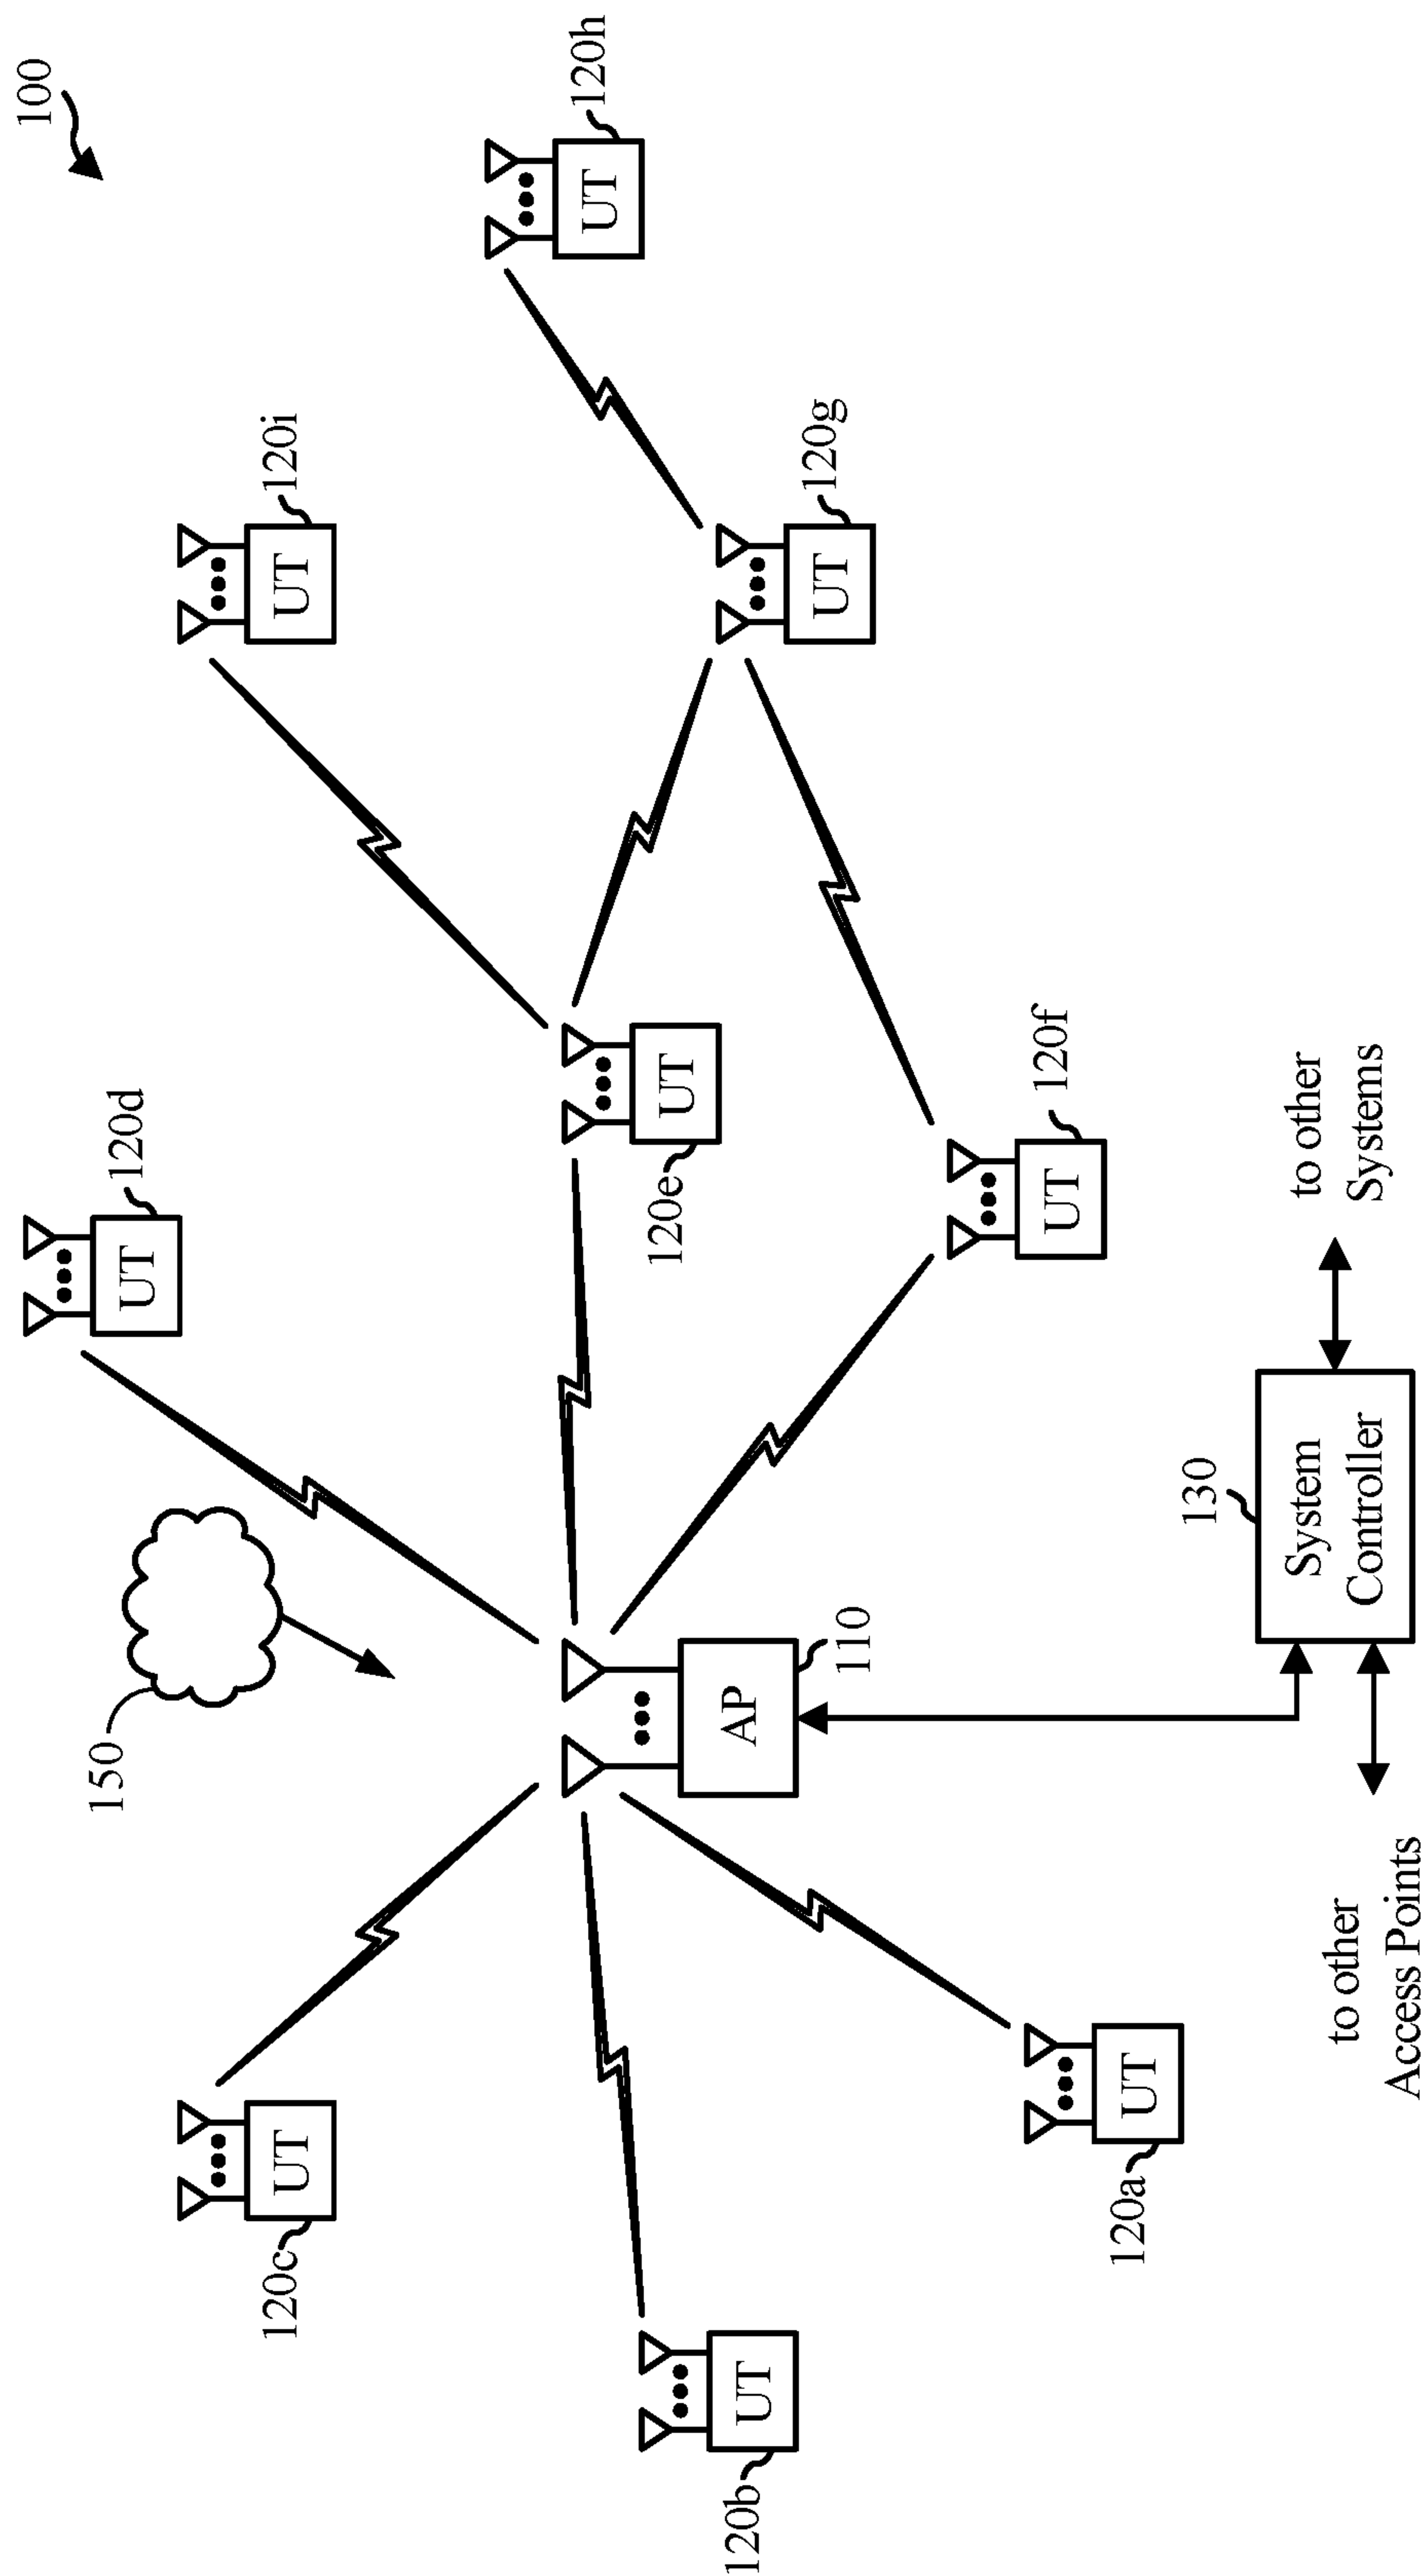 100
120d
UT
150
120i
UT
120c
UT
120h
UT
120e
UT
AP
110
120b
UT
120g
UT
120f
UT
120a
UT
130
System
Controller
to other
Systems
to other
Access Points